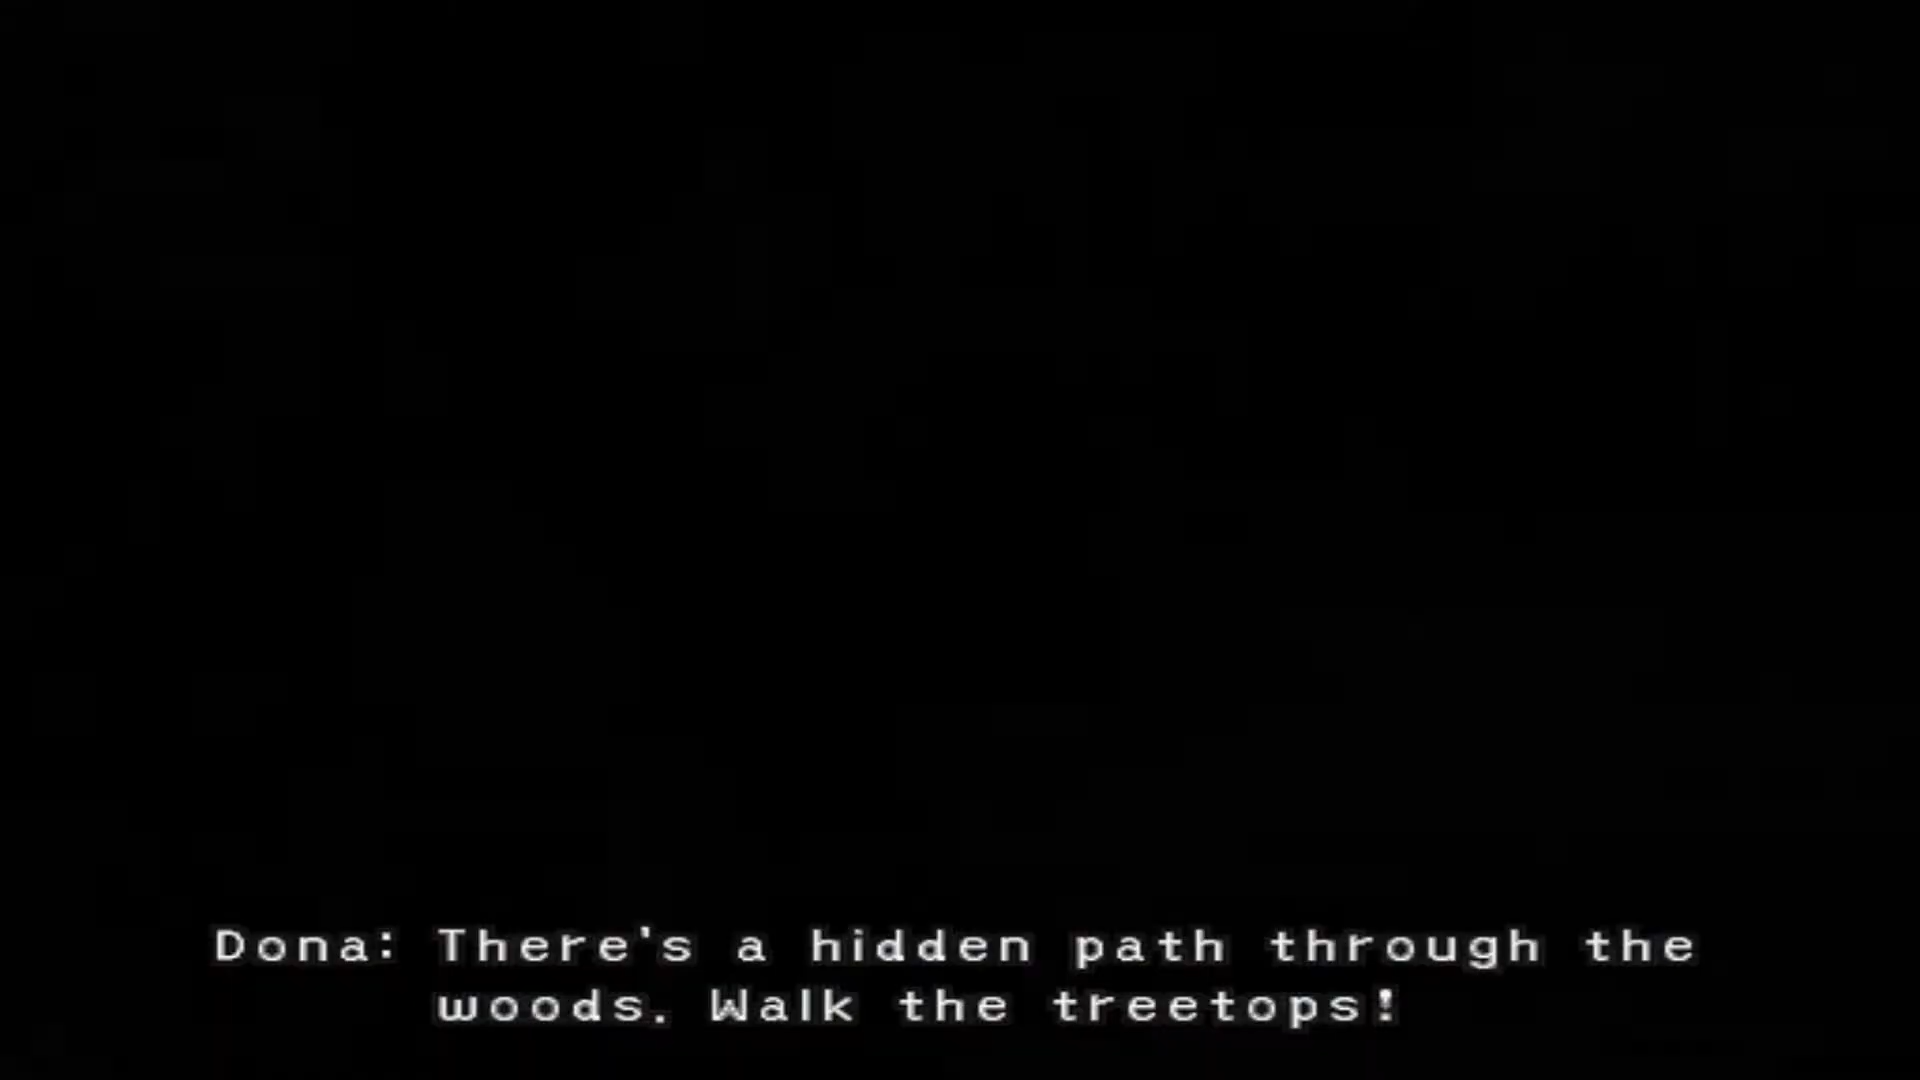 Dona: There's a hidden path through the
woods. Walk the treetops!